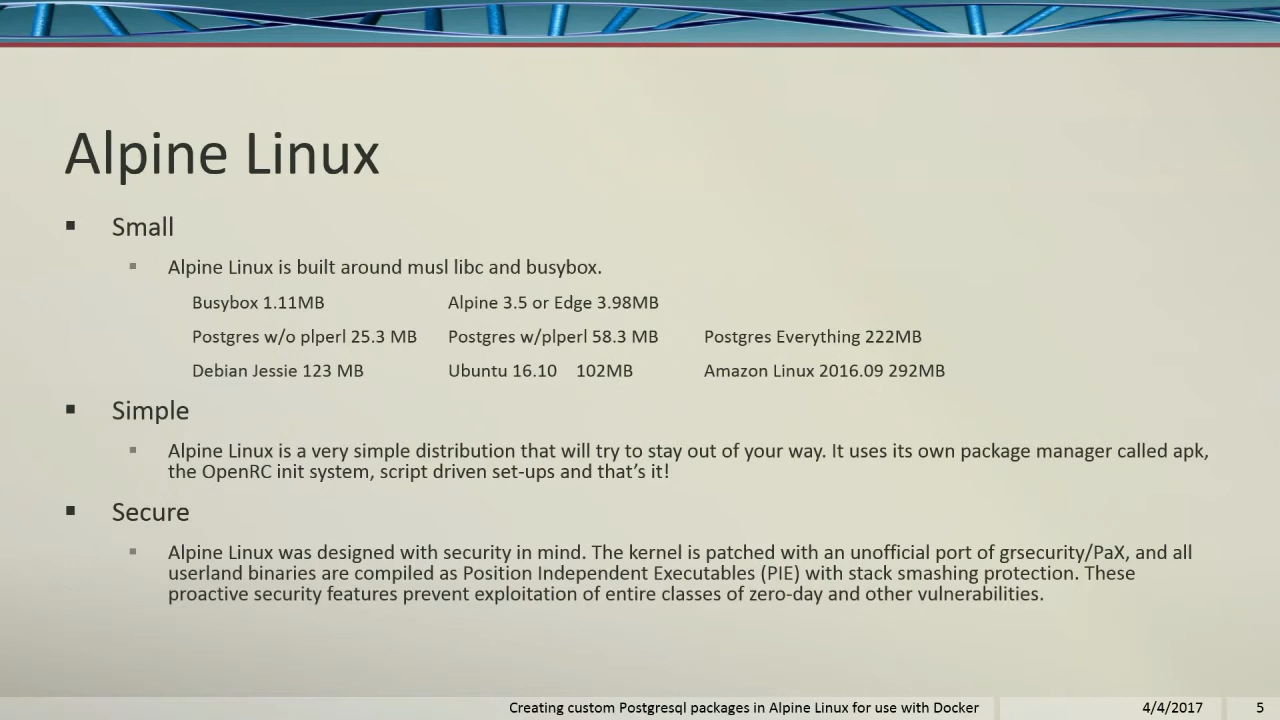 Alpine Linux
Small
Alpine Linux is built around musl libc and busybox.
Busybox 1.11MB Alpine 3.5 or Edge 3.98MB
Postgres w/o plperl 25.3 MB Postgres w/plperl 58.3 MB Postgres Everything 222MB
Debian Jessie 123 MB Ubuntu 16.10 102MB Amazon Linux 2016.09 292MB
Simple
Alpine Linux is a very simple distribution that will try to stay out of your way. It uses its own package manager called apk,
the OpenRC init system, script driven set-ups and that’s it!
Secure
Alpine Linux was designed with security in mind. The kernel is patched with an unofficial port of grsecurity/PaX, and all
userland binaries are compiled as Position Independent Executables (PIE) with stack smashing protection. These
proactive security features prevent exploitation of entire classes of zero-day and other vulnerabilities.
Creating custom Postgresql packages in Alpine Linux for use with Docker 4/4/2017 5